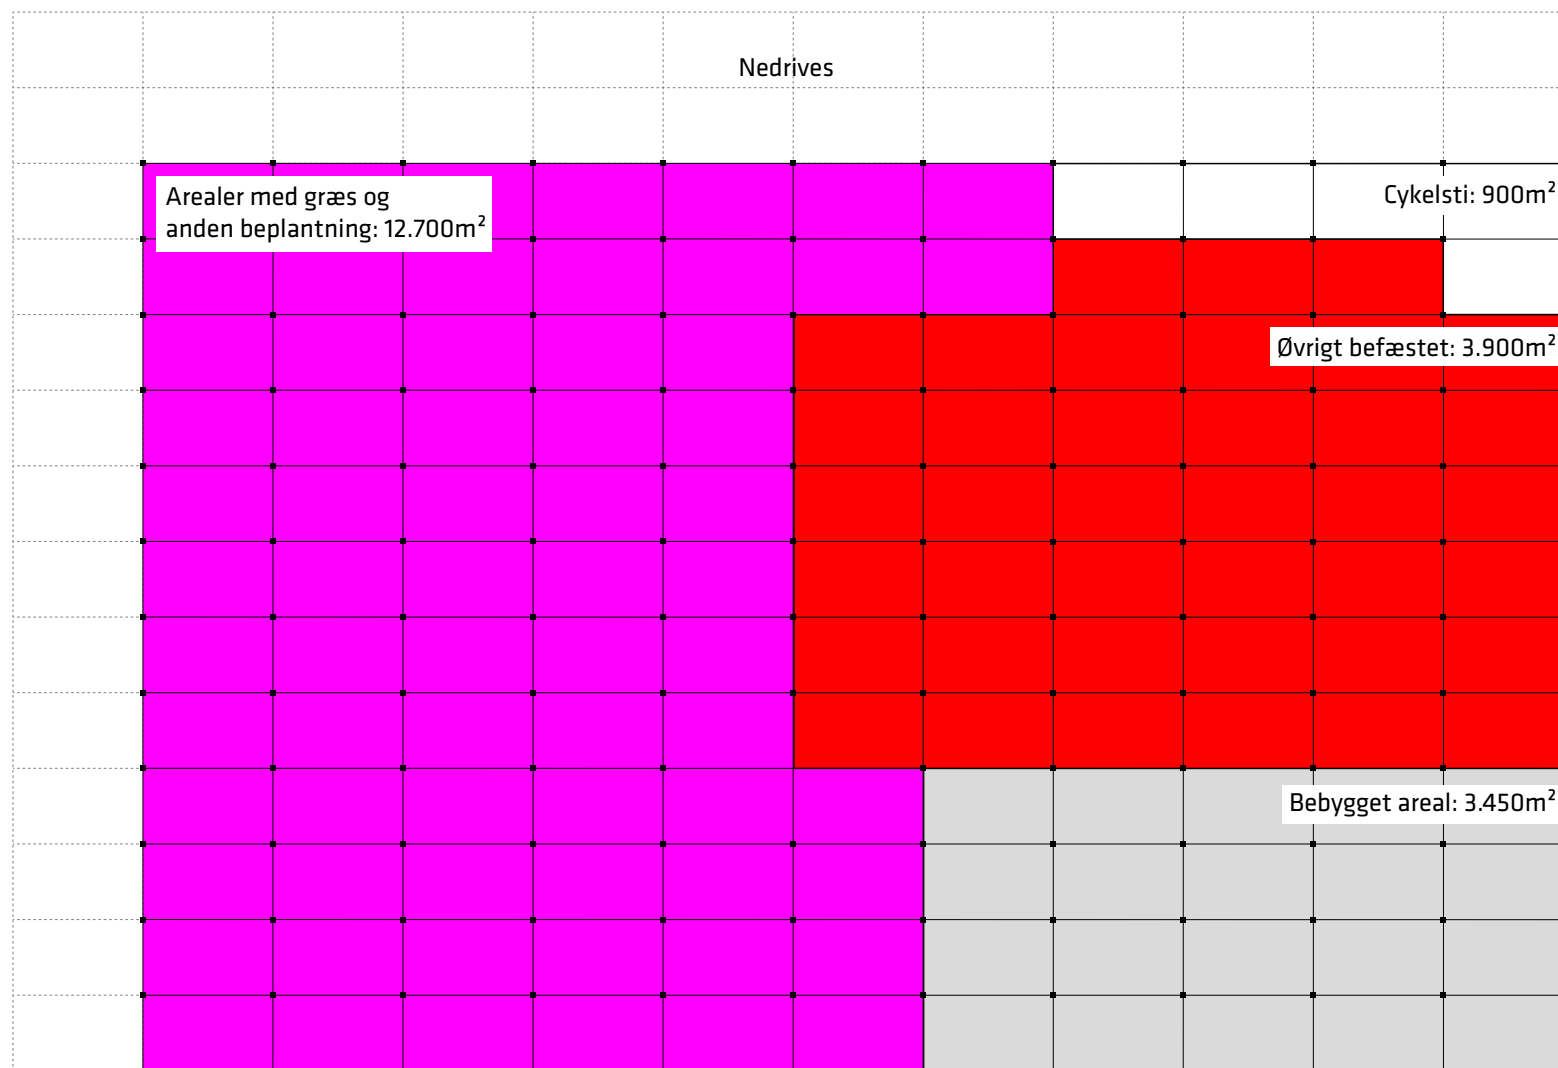 Nedrives
Arealer med græs og
anden beplantning: 12.700m²
Cykelsti: 900m²
Øvrigt befæstet: 3.900m²
Bebygget areal: 3.450m²